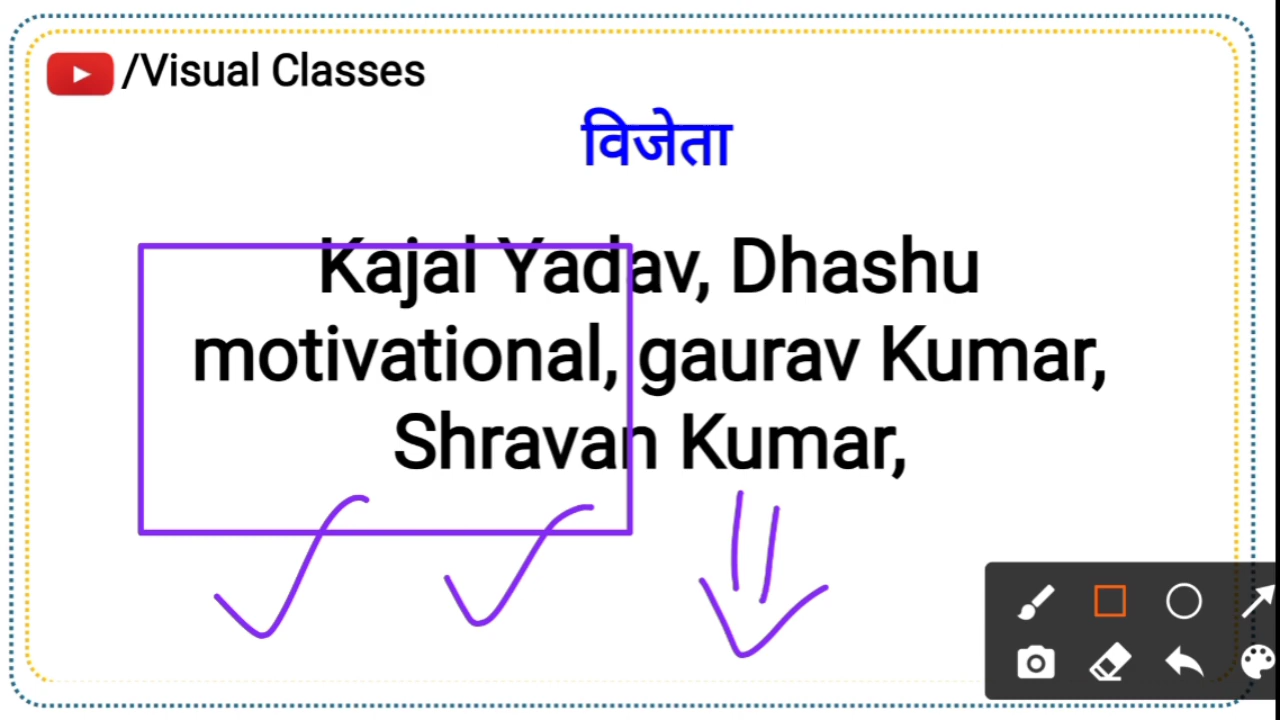 /Visual Classes
विजेता
Kajal Yadav, Dhashu
motivational, gaurav Kumar,
Shravan Kumar,